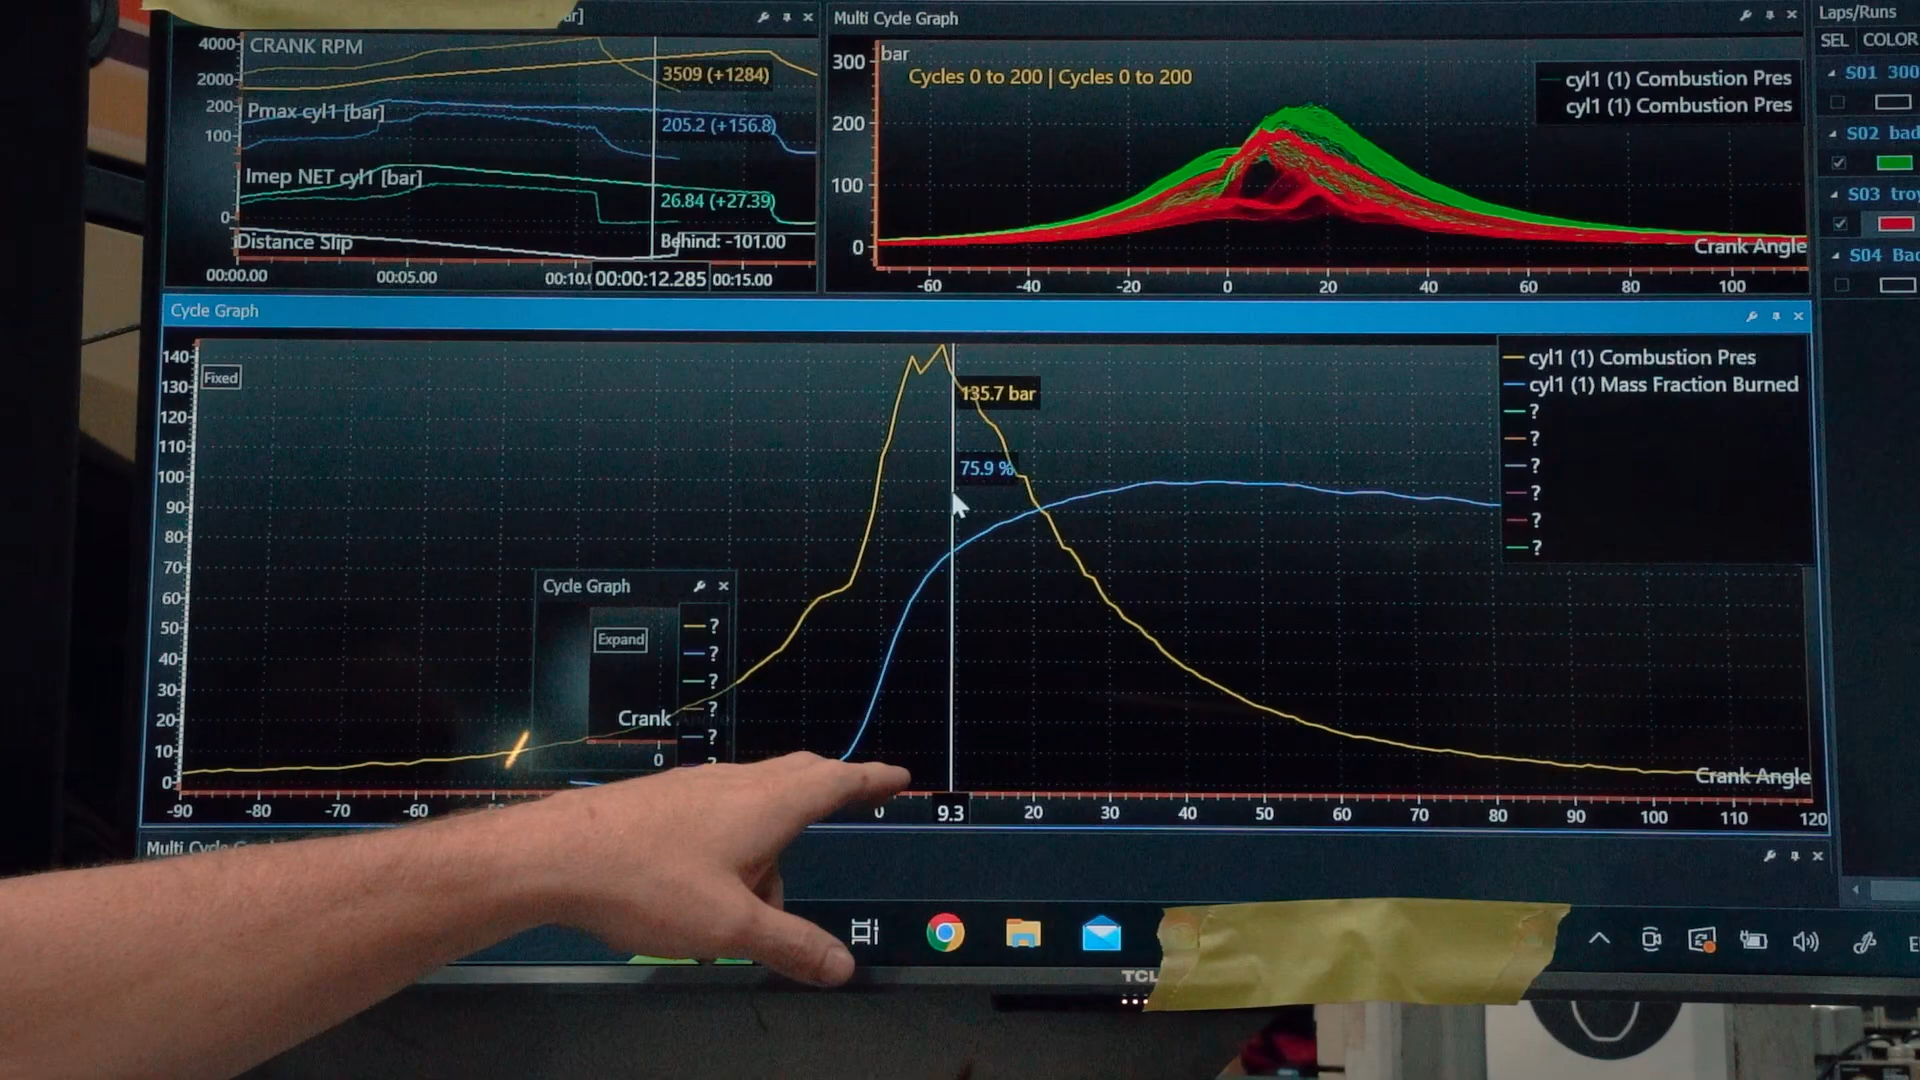 ar]
4000
CRANK RPM
2000
3509 (+1284)
200
Pmax cyl1 [bar]
100
205.2 (+156.8)
Imep NET cyl1 [bar]
0
26.84 (+27.39)
Distance Slip
Behind: -101.00
00:00.00
00:05.00
00:10.
00:00:12.285
00:15.00
Multi Cycle Graph
300
bar
Cycles 0 to 200 | Cycles 0 to 200
cyl1 (1) Combustion Pres
cyl1 (1) Combustion Pres
200
100
0
Crank Angle
-60
-40
-20
0
20
40
60
80
100
Laps/Runs
SEL
COLOR
S01 300
S02 bad
S03 troy
S04 Bad
Cycle Graph
140
130
120
110
100
90
80
70
60
50
40
30
20
10
0
Fixed
135.7 bar
75.9 %
cyl1 (1) Combustion Pres
cyl1 (1) Mass Fraction Burned
?
?
?
?
?
?
Cycle Graph
Expand
?
?
?
?
?
?
Crank
0
Crank Angle
-90
-80
-70
-60
0
9.3
20
30
40
50
60
70
80
90
100
110
120
TCL